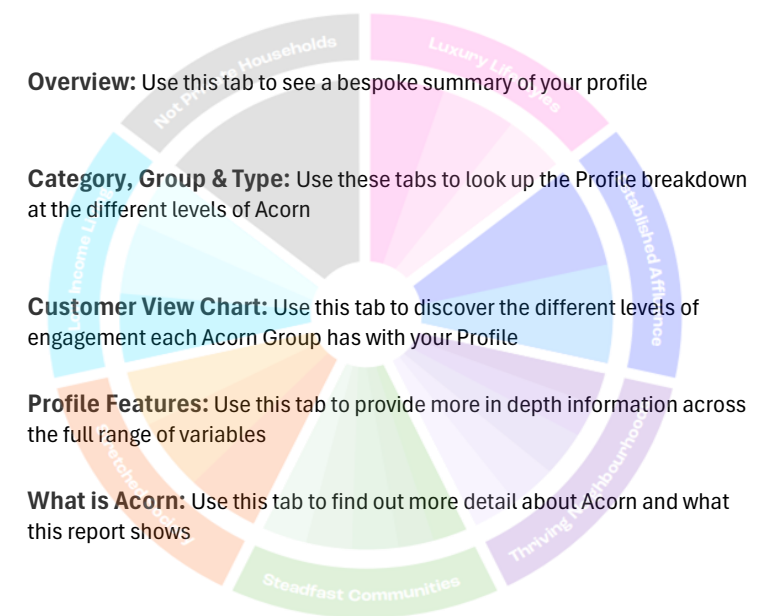 Not Private Households
Luxury Lifestyles
Overview: Use this tab to see a bespoke summary of your profile
Category, Group & Type: Use these tabs to look up the Profile breakdown
at the different levels of Acorn
Established Affluence
Low Income Living
Customer View Chart: Use this tab to discover the different levels of
engagement each Acorn Group has with your Profile
Profile Features: Use this tab to provide more in depth information across
the full range of variables
Stretched Society
Thriving Neighbourhoods
What is Acorn: Use this tab to find out more detail about Acorn and what
this report shows
Steadfast Communities